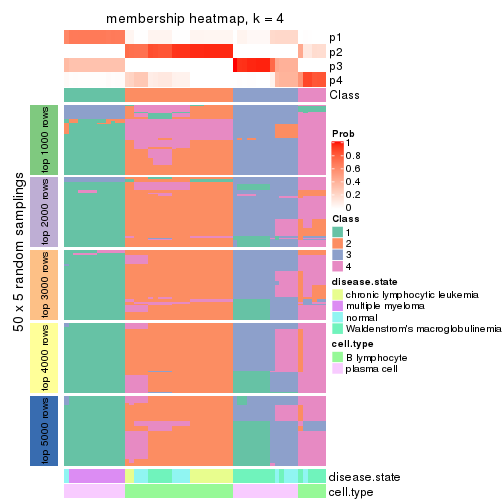 membership heatmap, k = 4
p1
p2
p3
p4
Class
50 x 5 random samplings
top 1000 rows
top 2000 rows
top 3000 rows
top 4000 rows
top 5000 rows
Prob
1
0.8
0.6
0.4
0.2
0
Class
1
2
3
4
disease.state
chronic lymphocytic leukemia
multiple myeloma
normal
Waldenstrom's macroglobulinemia
cell.type
B lymphocyte
plasma cell
disease.state
cell.type